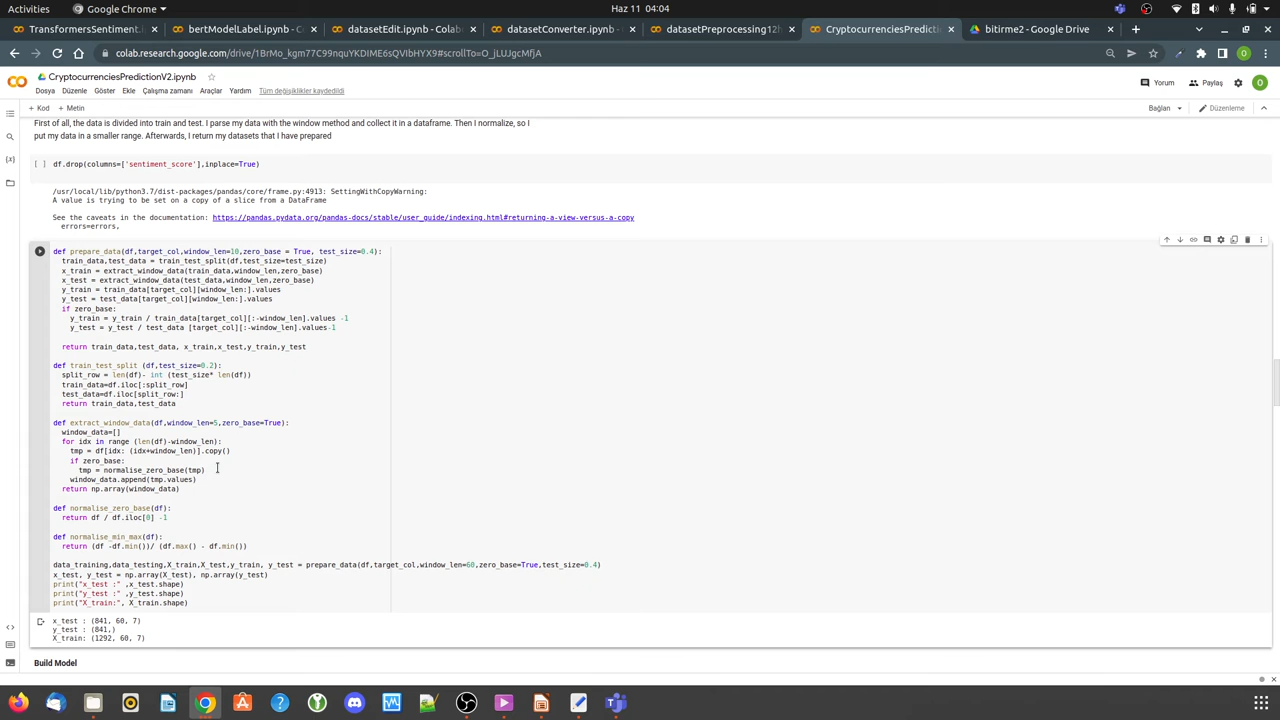 Activities
Google Chrome
Haz 11 04:04
TransformersSentiment.
bertModelLabel.ipynb
datasetEdit.ipynb - Colab
datasetConverter.ipynb
datasetPreprocessing12h
CryptocurrenciesPredicti
bitirme2 - Google Drive
colab.research.google.com/drive/1BrMo_kgm77C99nquYKDIME6sQVIbHYX9#scrollTo=O_jLUJgcMfjA
O
CryptocurrenciesPredictionV2.ipynb
CO
Yorum
Paylaş
O
Dosya Düzenle Göster Ekle Çalışma zamanı Araçlar Yardım Tüm değişiklikler kaydedildi
+ Kod + Metin
Bağlan
Düzenleme
First of all, the data is divided into train and test. I parse my data with the window method and collect it in a dataframe. Then I normalize, so I
put my data in a smaller range. Afterwards, I return my datasets that I have prepared
[ ] df.drop(columns=['sentiment_score'],inplace=True)
/usr/local/lib/python3.7/dist-packages/pandas/core/frame.py:4913: SettingWithCopyWarning:
A value is trying to be set on a copy of a slice from a DataFrame
See the caveats in the documentation: https://pandas.pydata.org/pandas-docs/stable/user_guide/indexing.html#returning-a-view-versus-a-copy
errors=errors,
def prepare_data(df,target_col,window_len=10,zero_base = True, test_size=0.4):
train_data,test_data = train_test_split(df,test_size=test_size)
x_train = extract_window_data(train_data,window_len,zero_base)
x_test = extract_window_data(test_data,window_len,zero_base)
y_train = train_data[target_col][window_len:].values
y_test = test_data[target_col][window_len:].values
if zero_base:
y_train = y_train / train_data[target_col][:-window_len].values -1
y_test = y_test / test_data [target_col][:-window_len].values-1
return train_data,test_data, x_train,x_test,y_train,y_test
def train_test_split (df,test_size=0.2):
split_row = len(df)- int (test_size* len(df))
train_data=df.iloc[:split_row]
test_data=df.iloc[split_row:]
return train_data,test_data
def extract_window_data(df,window_len=5,zero_base=True):
window_data=[]
for idx in range (len(df)-window_len):
tmp = df[idx: (idx+window_len)].copy()
if zero_base:
tmp = normalise_zero_base(tmp)
window_data.append(tmp.values)
return np.array(window_data)
def normalise_zero_base(df):
return df / df.iloc[0] -1
def normalise_min_max(df):
return (df -df.min())/ (df.max() - df.min())
data_training,data_testing,X_train,X_test,y_train, y_test = prepare_data(df,target_col,window_len=60,zero_base=True,test_size=0.4)
x_test, y_test = np.array(X_test), np.array(y_test)
print("x_test :" ,x_test.shape)
print("y_test :" ,y_test.shape)
print("X_train:", X_train.shape)
x_test : (841, 60, 7)
y_test : (841,)
X_train: (1292, 60, 7)
Build Model